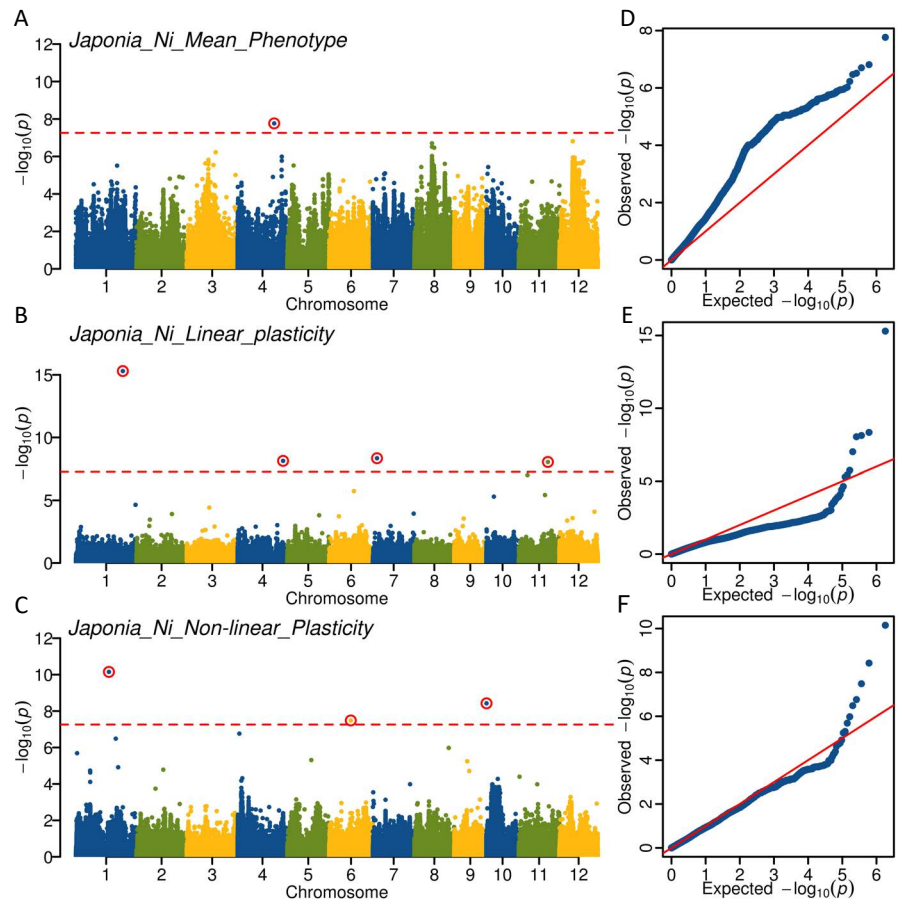 A
Japonia_Ni_Mean_Phenotype
12
10
8
6
4
2
0
−log10(p)
1 2 3 4 5 6 7 8 9 10 11 12
Chromosome
D
8
6
4
2
0
Observed −log10(p)
0 1 2 3 4 5 6
Expected −log10(p)
B
Japonia_Ni_Linear_plasticity
15
10
5
0
−log10(p)
1 2 3 4 5 6 7 8 9 10 11 12
Chromosome
E
15
10
5
0
Observed −log10(p)
0 1 2 3 4 5 6
Expected −log10(p)
C
Japonia_Ni_Non-linear_Plasticity
12
10
8
6
4
2
0
−log10(p)
1 2 3 4 5 6 7 8 9 10 11 12
Chromosome
F
10
8
6
4
2
0
Observed −log10(p)
0 1 2 3 4 5 6
Expected −log10(p)